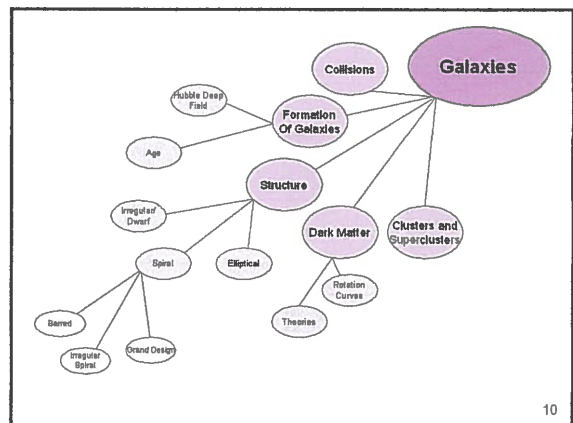 Galaxies
Collisions
Hubble Deep
Field
Formation
Of Galaxies
Age
Structure
Irregular/
Dwarf
Dark Matter
Clusters and
Superclusters
Spiral
Elliptical
Rotation
Curves
Theories
Barred
Irregular
Spiral
Grand Design
10